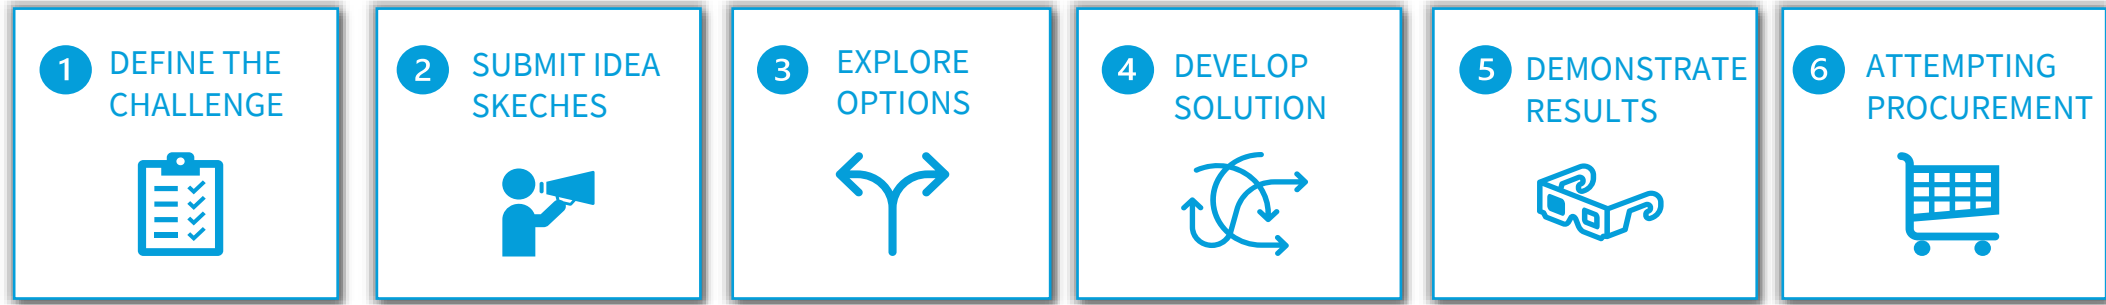 1 DEFINE THE
CHALLENGE
2 SUBMIT IDEA
SKECHES
3 EXPLORE
OPTIONS
4 DEVELOP
SOLUTION
5 DEMONSTRATE
RESULTS
6 ATTEMPTING
PROCUREMENT